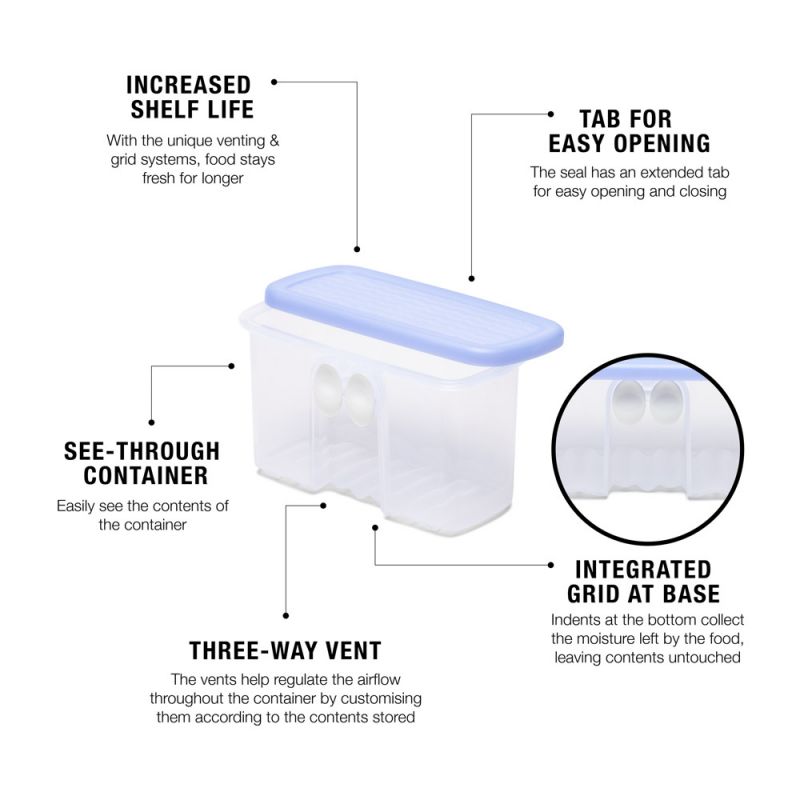 INCREASED
SHELF LIFE
With the unique venting &
grid systems, food stays
fresh for longer
TAB FOR
EASY OPENING
The seal has an extended tab
for easy opening and closing
SEE-THROUGH
CONTAINER
Easily see the contents of
the container
INTEGRATED
GRID AT BASE
Indents at the bottom collect
the moisture left by the food,
leaving contents untouched
THREE-WAY VENT
The vents help regulate the airflow
throughout the container by customising
them according to the contents stored